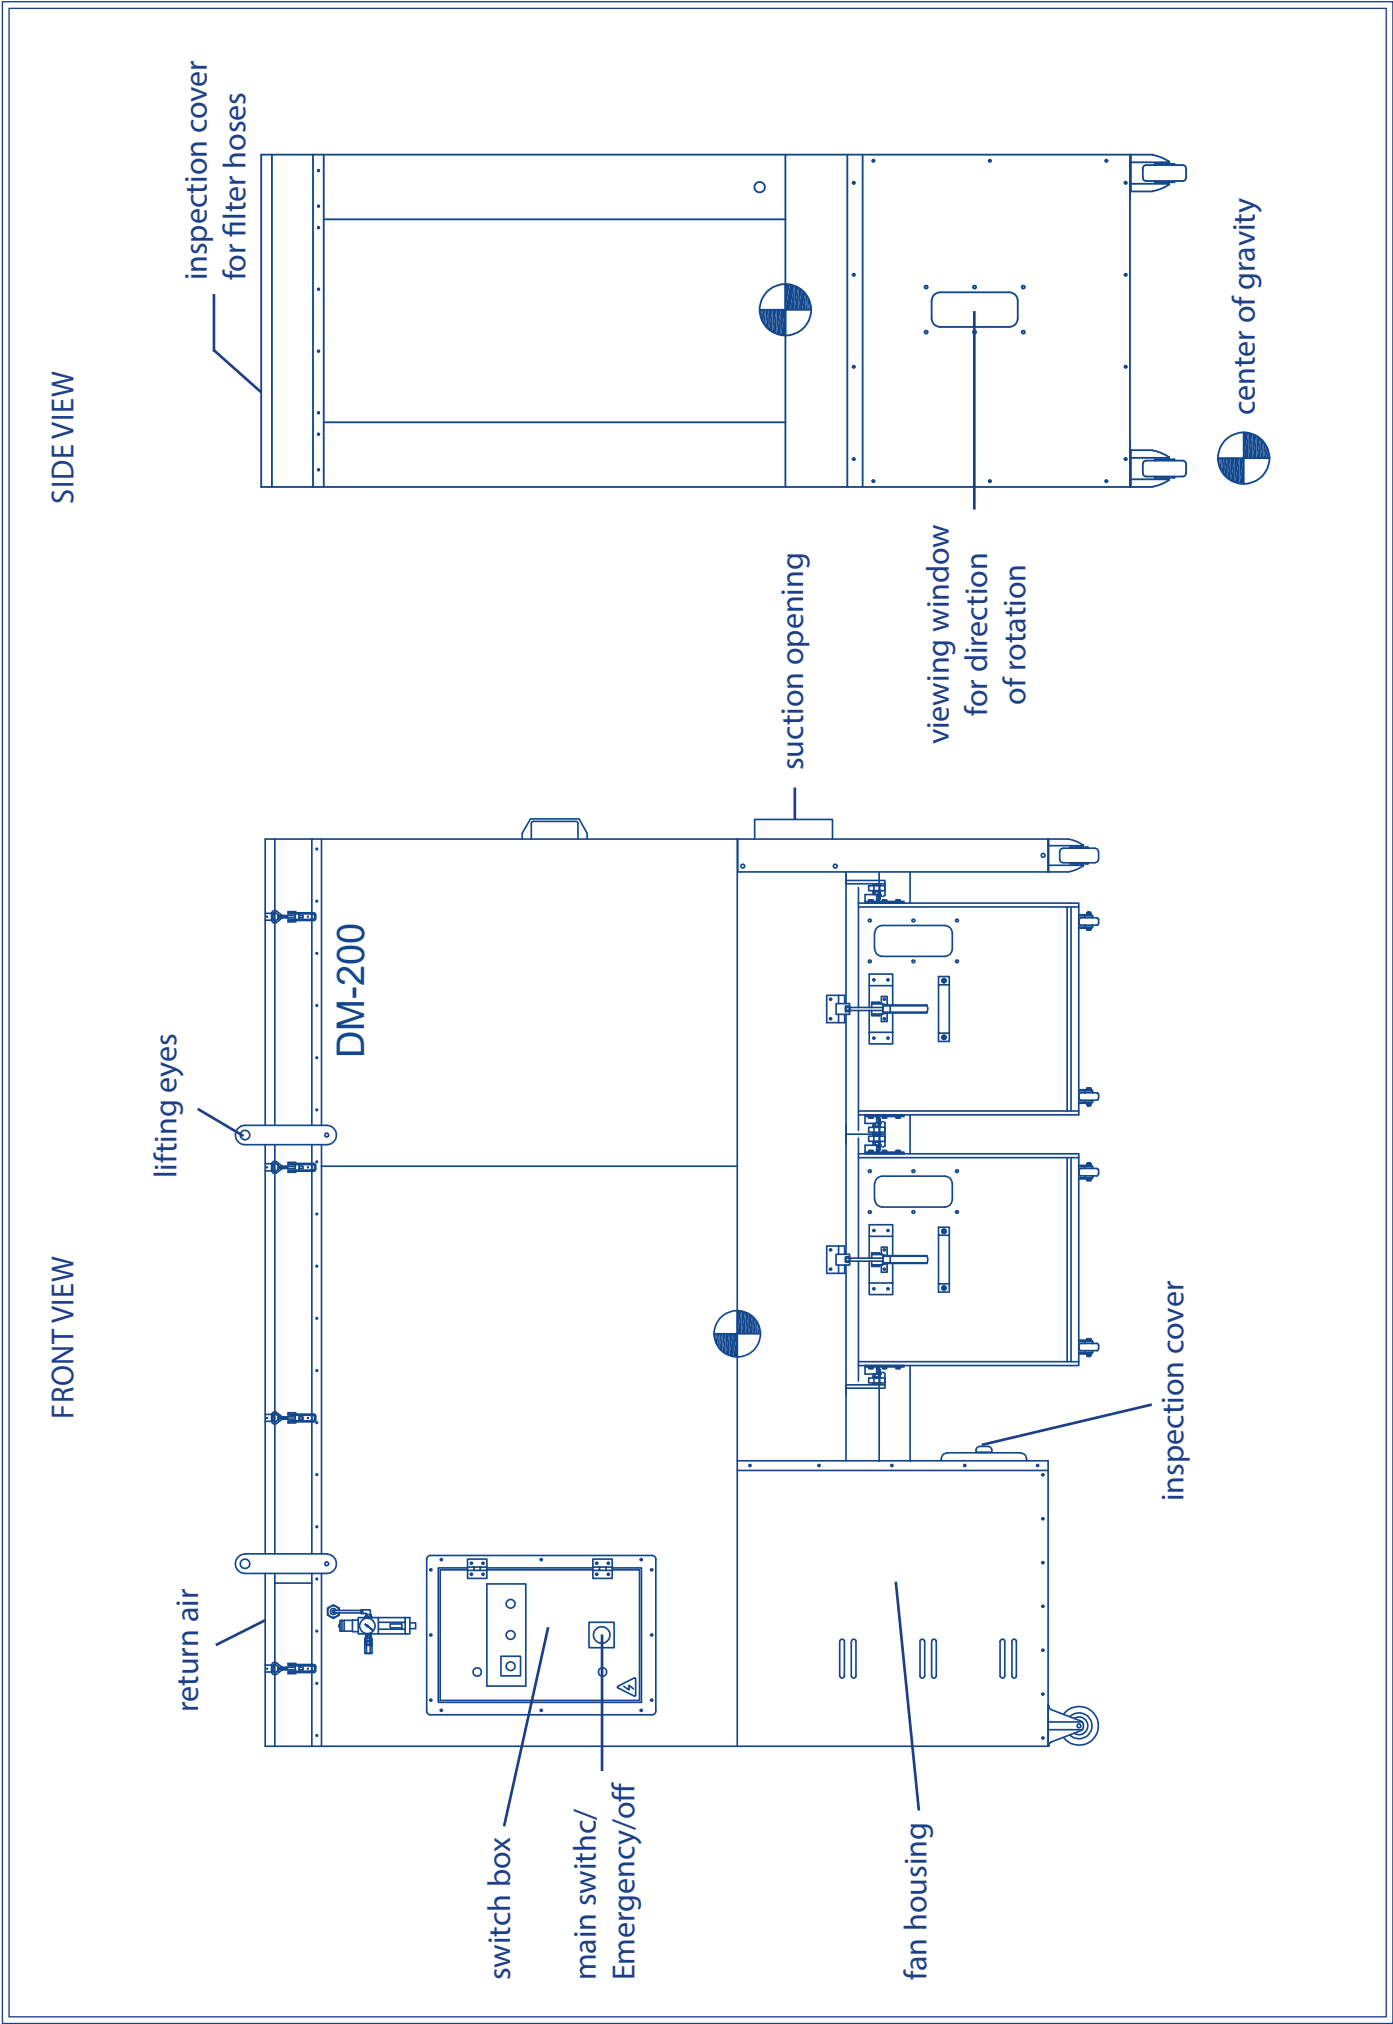 FRONT VIEW
SIDE VIEW
return air
lifting eyes
inspection cover
for filter hoses
DM-200
switch box
main swithc/
Emergency/off
suction opening
fan housing
viewing window
for direction
of rotation
inspection cover
center of gravity